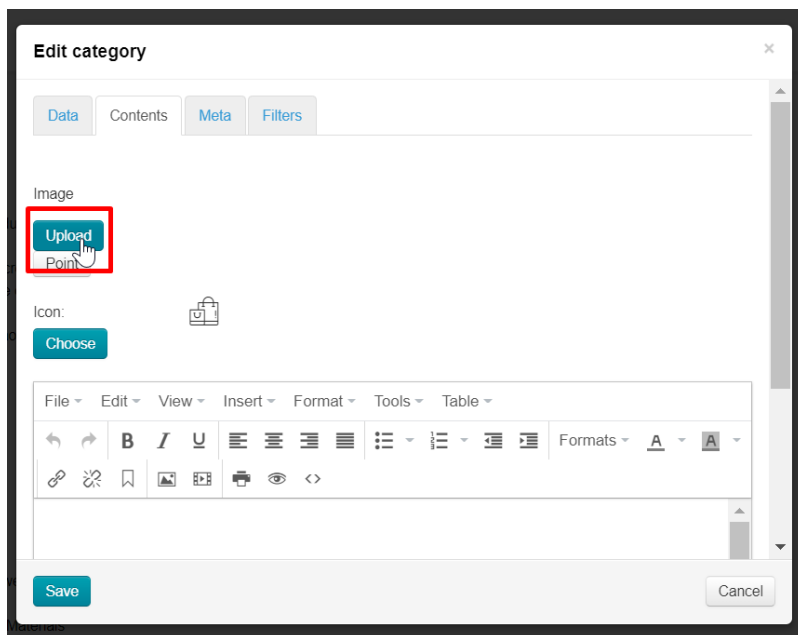 Edit category
×
Data Contents Meta Filters
Image
Upload
Point
Icon:
Choose
File Edit View Insert Format Tools Table
B I U Formats A A
Save Cancel
Materials